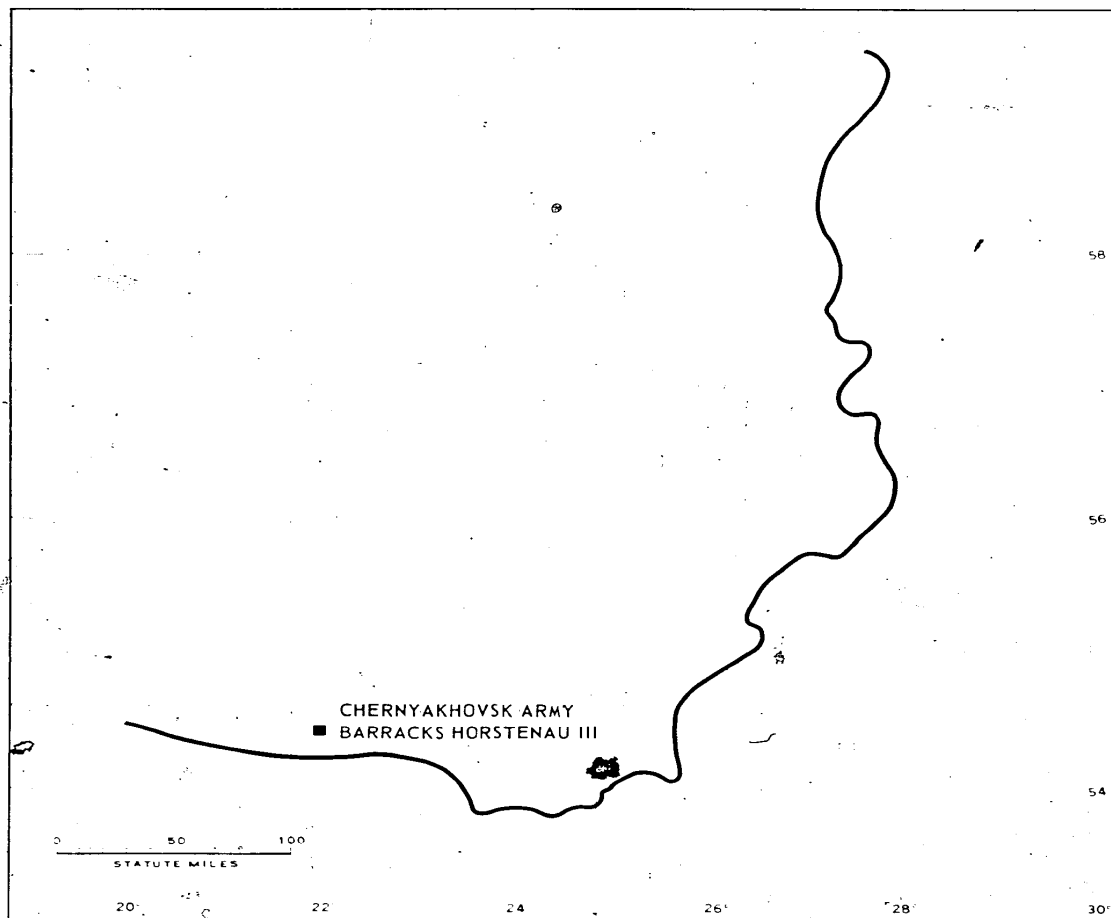 58
56
CHERNYAKHOVSK ARMY
BARRACKS HORSTENAU III
54
0 50 100
STATUTE MILES
20° 22 24 26° 28° 30°